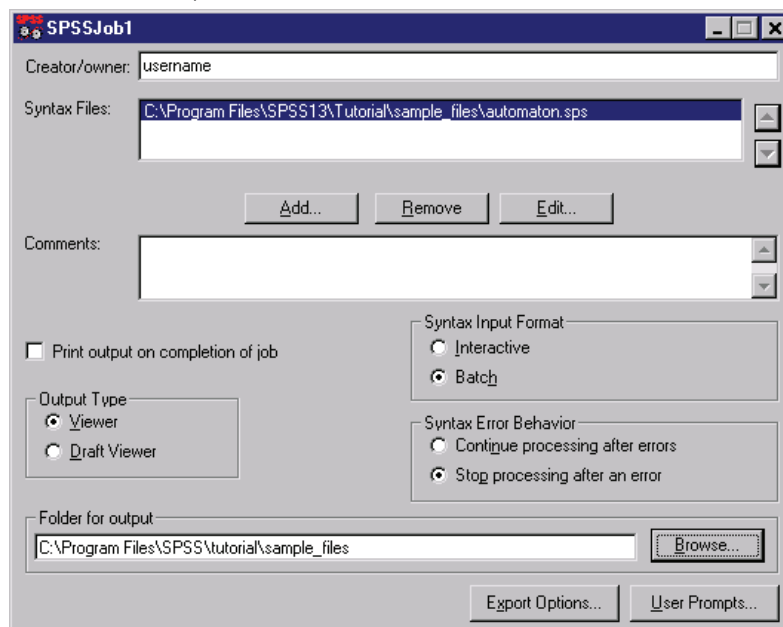 SPSSJob1
Creator/owner: username
Syntax Files: C:\Program Files\SPSS13\Tutorial\sample_files\automaton.sps
Add... Remove Edit...
Comments:
Print output on completion of job
Syntax Input Format
Interactive
Batch
Output Type
Viewer
Draft Viewer
Syntax Error Behavior
Continue processing after errors
Stop processing after an error
Folder for output
C:\Program Files\SPSS\tutorial\sample_files Browse...
Export Options... User Prompts...